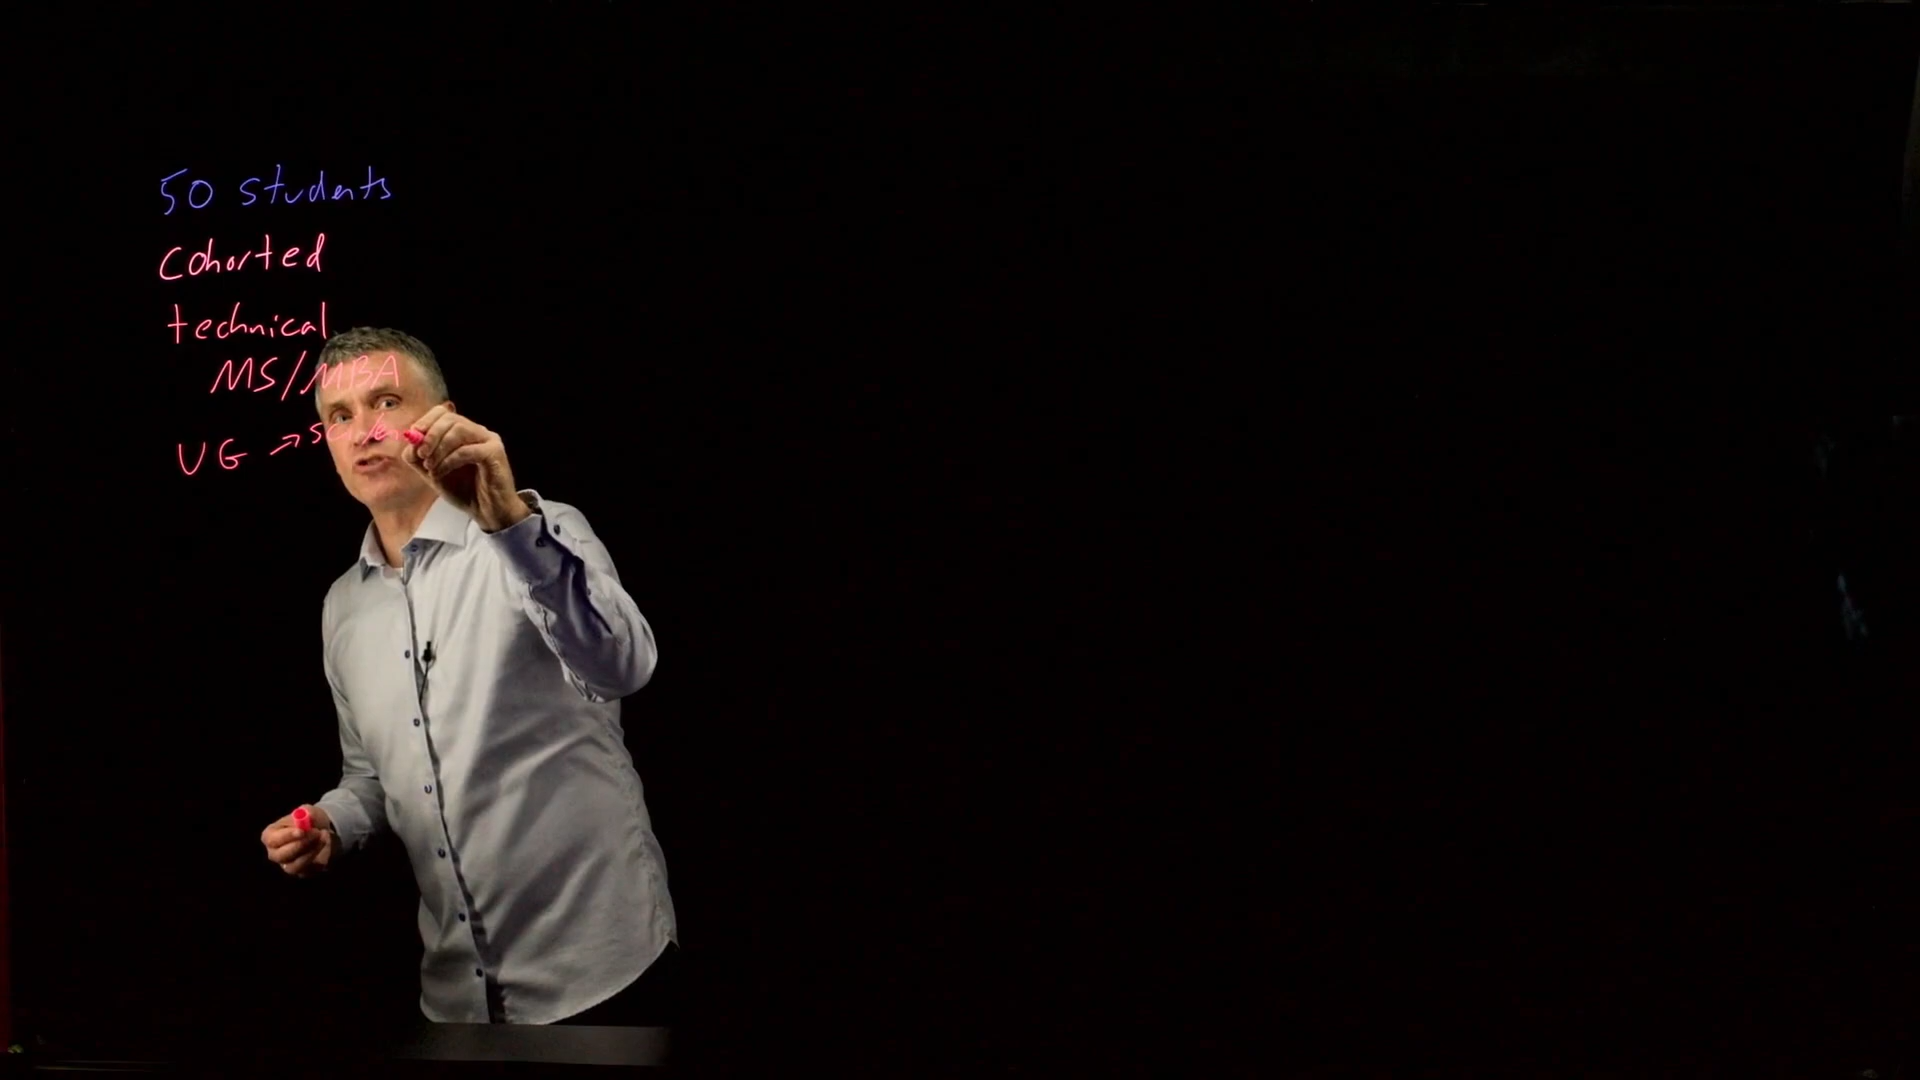 50 students
Cohorted
technical
MS/MBA
UG →